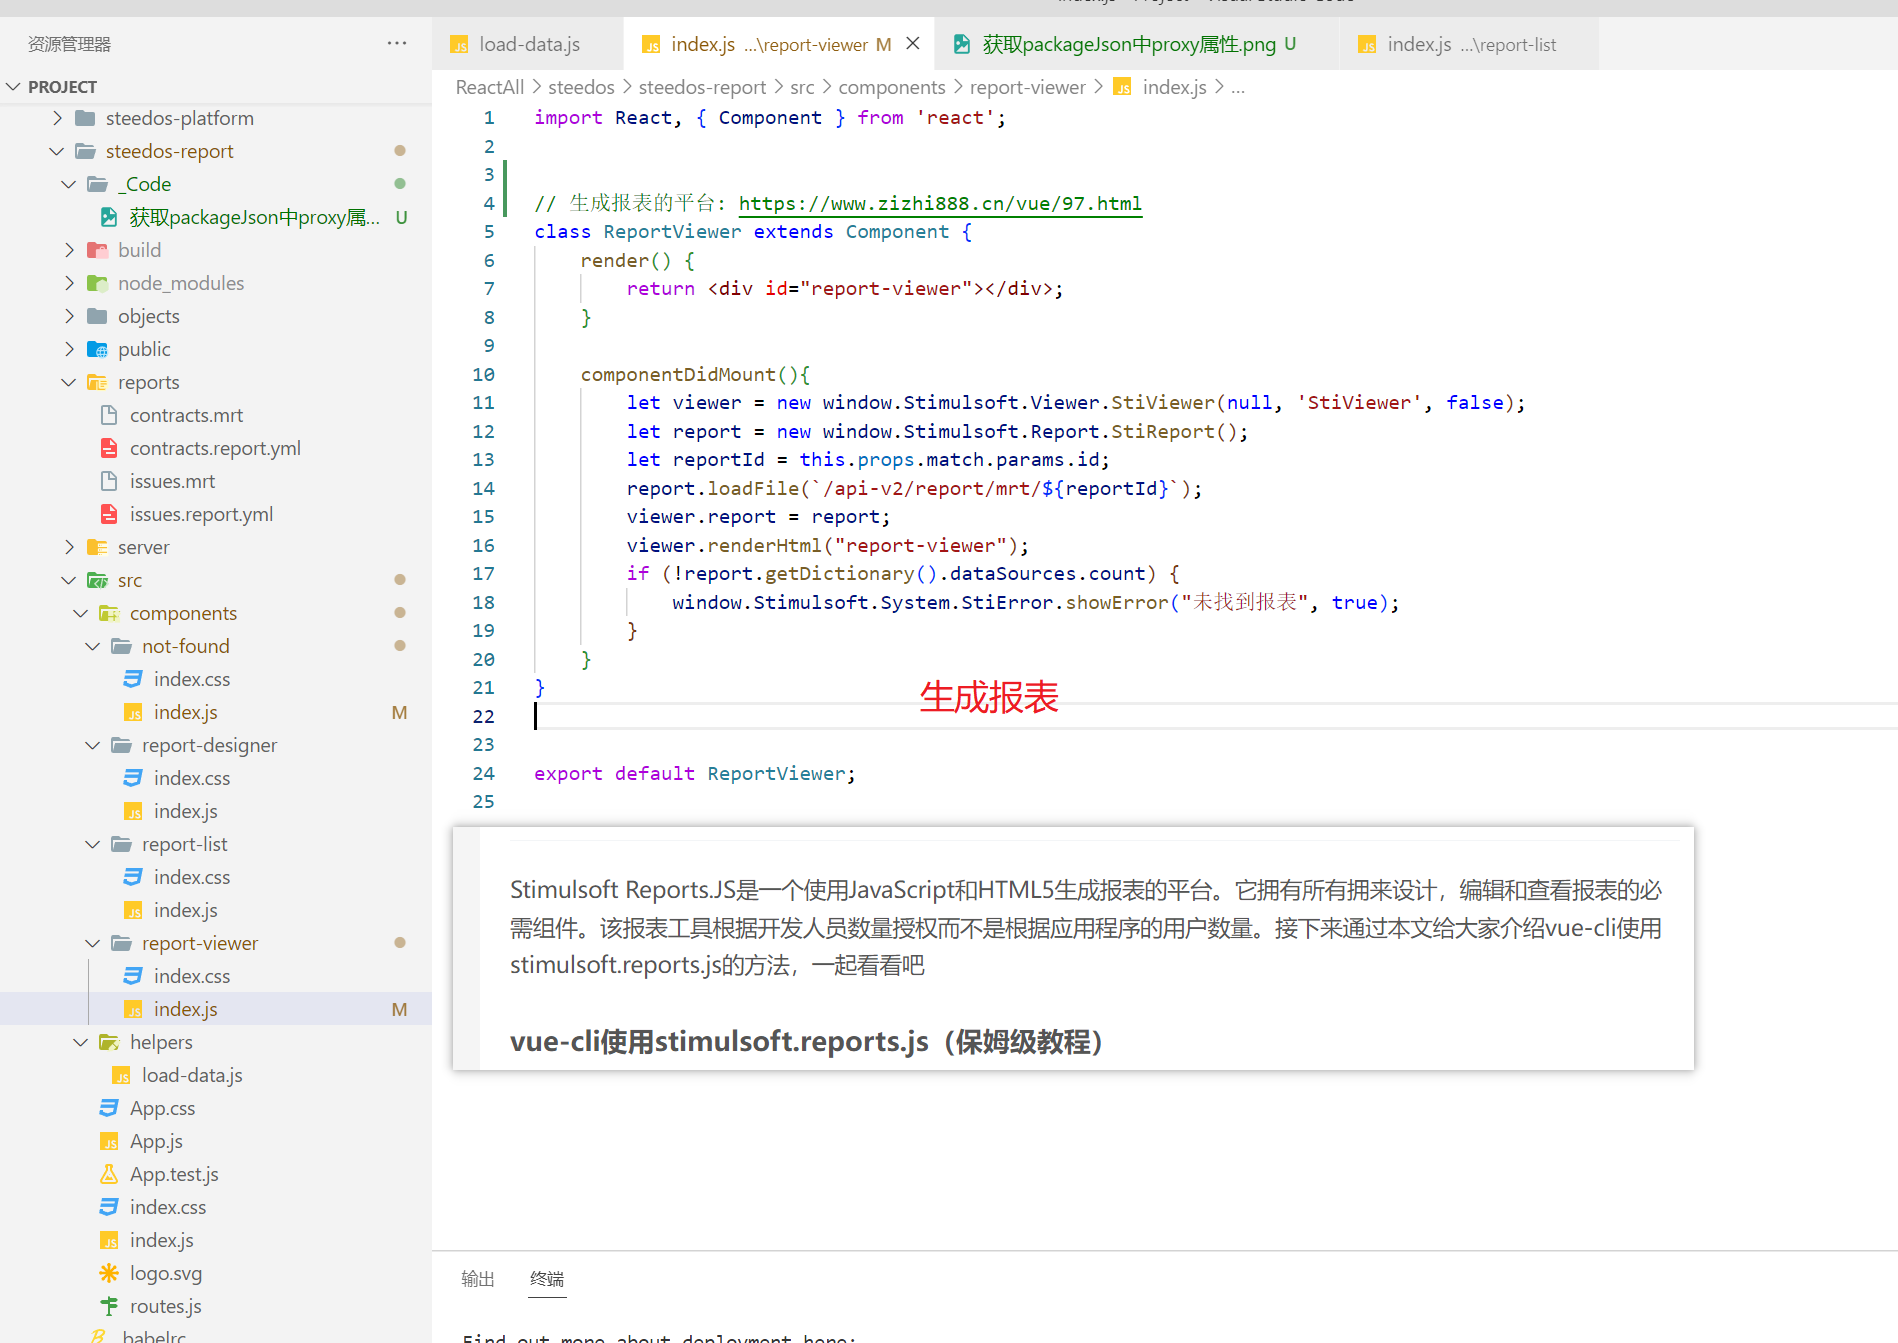 资源管理器
PROJECT
steedos-platform
steedos-report
_Code
获取packageJson中proxy属... U
build
node_modules
objects
public
reports
contracts.mrt
contracts.report.yml
issues.mrt
issues.report.yml
server
src
components
not-found
index.css
index.js M
report-designer
index.css
index.js
report-list
index.css
index.js
report-viewer
index.css
index.js M
helpers
load-data.js
App.css
App.js
App.test.js
index.css
index.js
logo.svg
routes.js
babelrc
load-data.js
index.js ...\report-viewer M
获取packageJson中proxy属性.png U
index.js ...\report-list
ReactAll > steedos > steedos-report > src > components > report-viewer > index.js > ...
1 import React, { Component } from 'react';
2
3
4 // 生成报表的平台: https://www.zizhi888.cn/vue/97.html
5 class ReportViewer extends Component {
6 render() {
7 return <div id="report-viewer"></div>;
8 }
9
10 componentDidMount(){
11 let viewer = new window.Stimulsoft.Viewer.StiViewer(null, 'StiViewer', false);
12 let report = new window.Stimulsoft.Report.StiReport();
13 let reportId = this.props.match.params.id;
14 report.loadFile(`/api-v2/report/mrt/${reportId}`);
15 viewer.report = report;
16 viewer.renderHtml("report-viewer");
17 if (!report.getDictionary().dataSources.count) {
18 window.Stimulsoft.System.StiError.showError("未找到报表", true);
19 }
20 }
21 }
生成报表
22
23
24 export default ReportViewer;
25
Stimulsoft Reports.JS是一个使用JavaScript和HTML5生成报表的平台。它拥有所有拥来设计，编辑和查看报表的必
需组件。该报表工具根据开发人员数量授权而不是根据应用程序的用户数量。接下来通过本文给大家介绍vue-cli使用
stimulsoft.reports.js的方法，一起看看吧
vue-cli使用stimulsoft.reports.js（保姆级教程）
输出 终端
Find out more about deployment here: